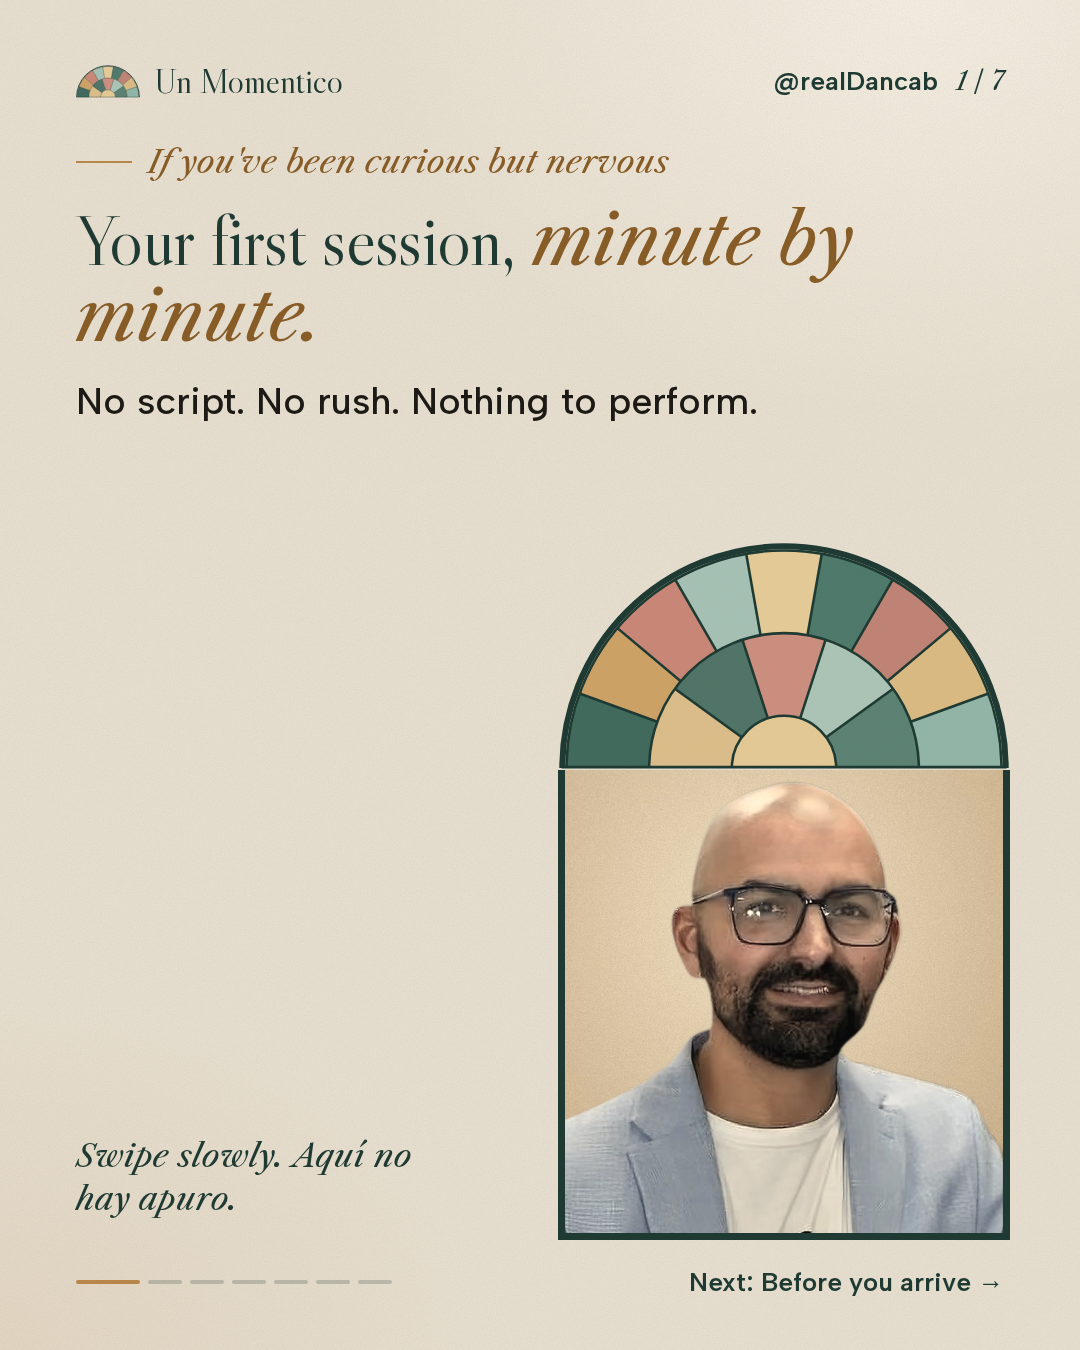 Un Momentico
@realDancab 1 / 7
If you've been curious but nervous
Your first session, minute by
minute.
No script. No rush. Nothing to perform.
Swipe slowly. Aquí no
hay apuro.
Next: Before you arrive →